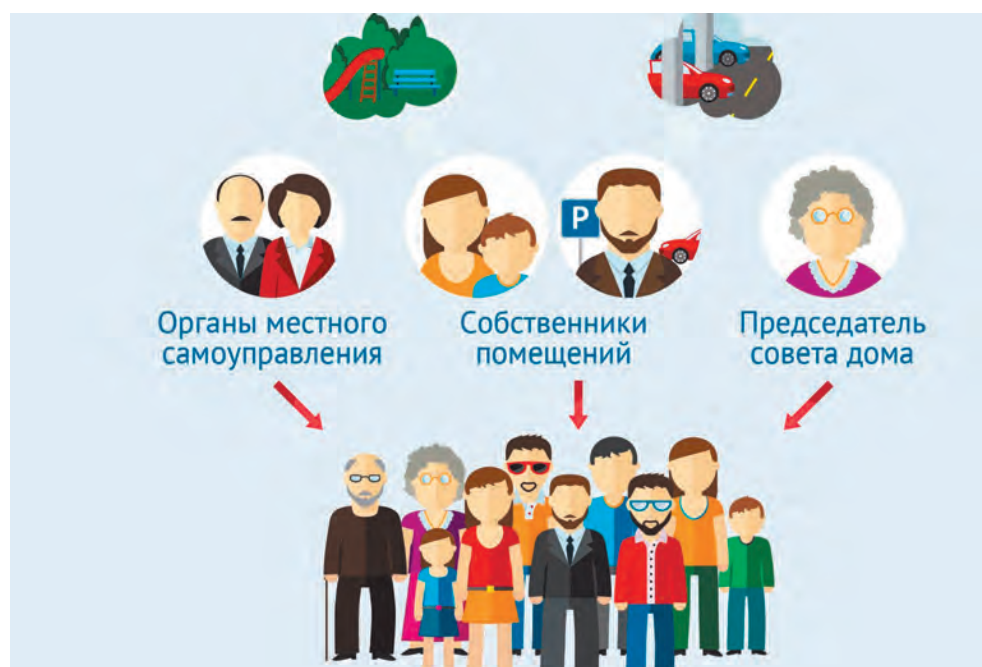 P
Органы местного
самоуправления
Собственники
помещений
Председатель
совета дома